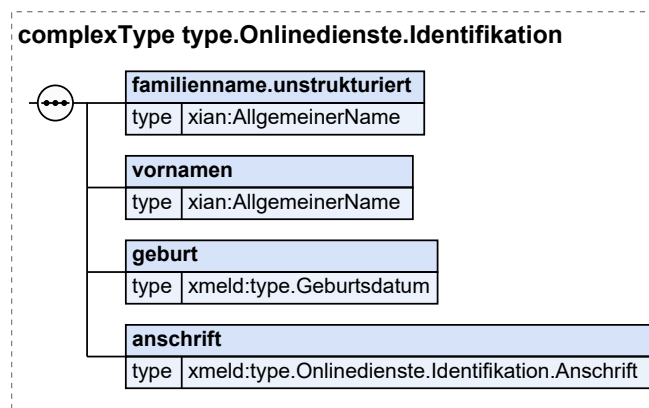 complexType type.Onlinedienste.Identifikation
familienname.unstrukturiert
type xian:AllgemeinerName
vornamen
type xian:AllgemeinerName
geburt
type xmeld:type.Geburtsdatum
anschrift
type xmeld:type.Onlinedienste.Identifikation.Anschrift